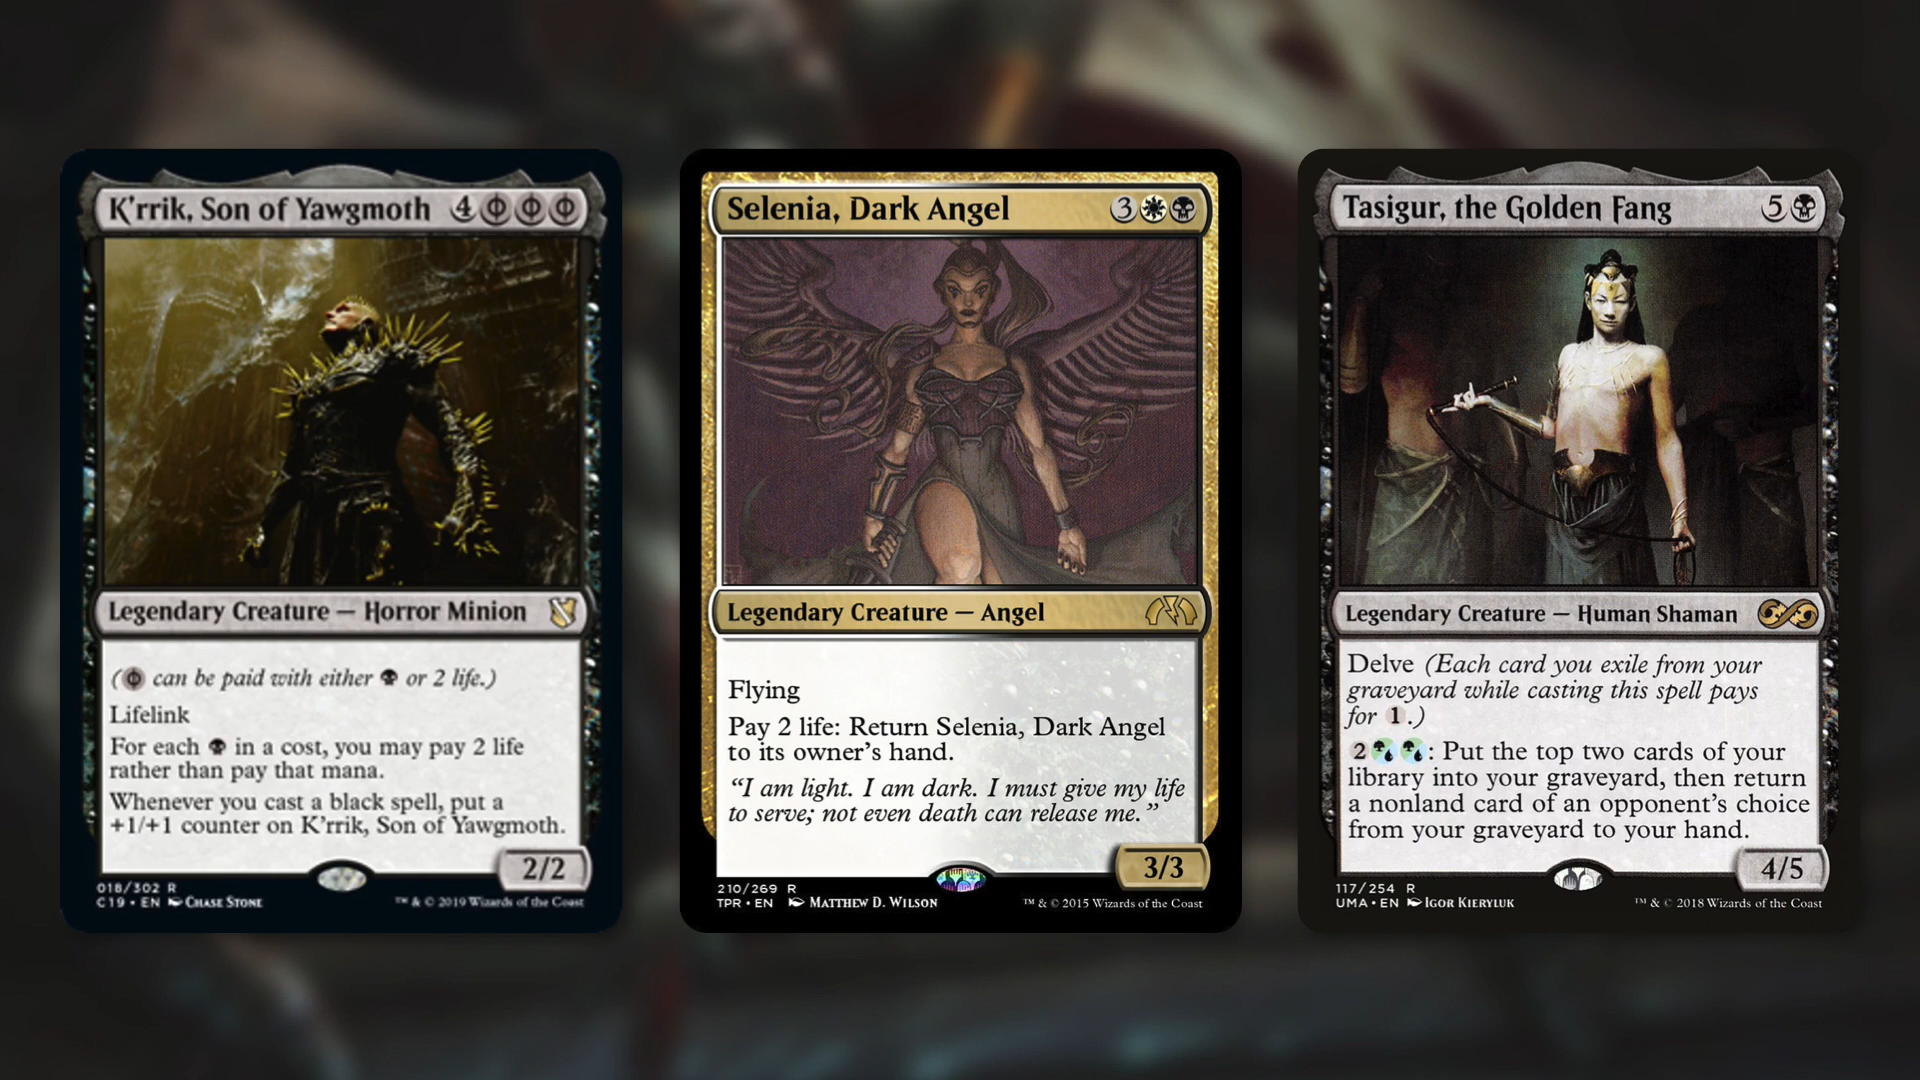 K'rrik, Son of Yawgmoth 4
Legendary Creature — Horror Minion
( can be paid with either or 2 life.)
Lifelink
For each in a cost, you may pay 2 life
rather than pay that mana.
Whenever you cast a black spell, put a
+1/+1 counter on K'rrik, Son of Yawgmoth.
2/2
018/302 R
C19 • EN Chase Stone
™ & © 2019 Wizards of the Coast
Selenia, Dark Angel 3
Legendary Creature — Angel
Flying
Pay 2 life: Return Selenia, Dark Angel
to its owner's hand.
“I am light. I am dark. I must give my life
to serve; not even death can release me.”
3/3
210/269 R
TPR • EN Matthew D. Wilson
™ & © 2015 Wizards of the Coast
Tasigur, the Golden Fang 5
Legendary Creature — Human Shaman
Delve (Each card you exile from your
graveyard while casting this spell pays
for 1.)
2 : Put the top two cards of your
library into your graveyard, then return
a nonland card of an opponent's choice
from your graveyard to your hand.
4/5
117/254 R
UMA • EN Igor Kieryluk
™ & © 2018 Wizards of the Coast